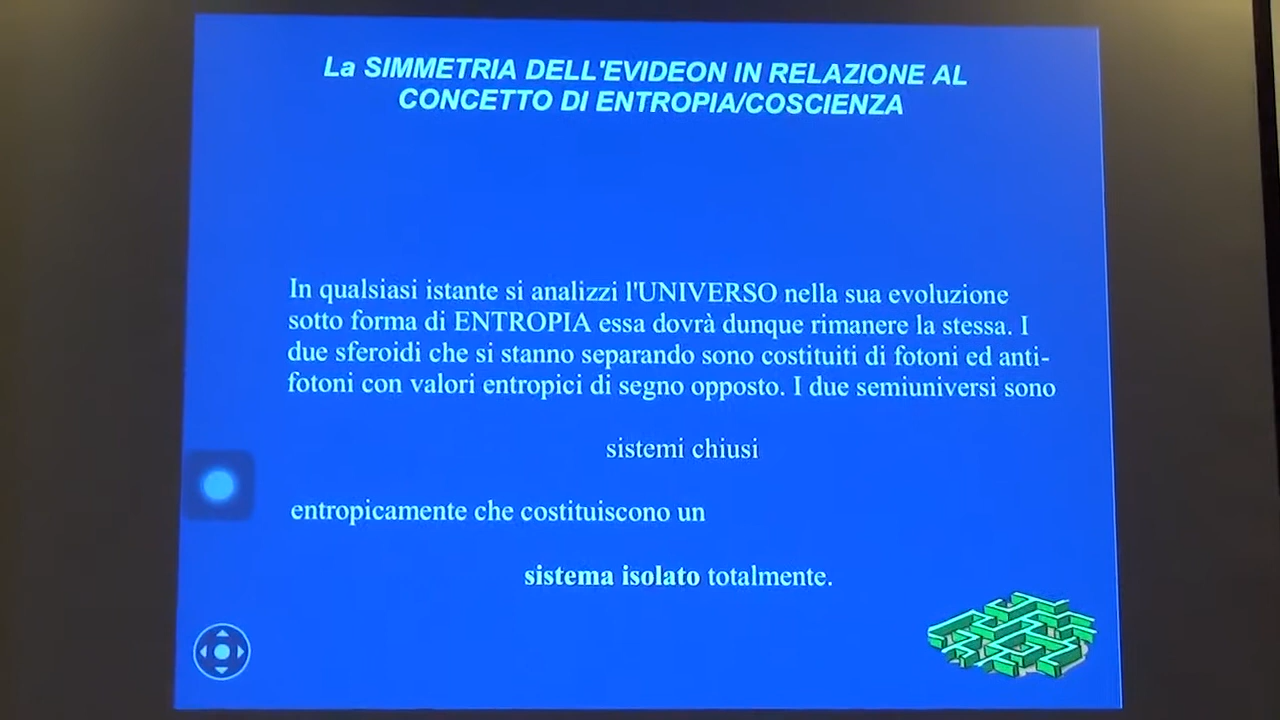 La SIMMETRIA DELL'EVIDEON IN RELAZIONE AL
CONCETTO DI ENTROPIA/COSCIENZA
In qualsiasi istante si analizzi l'UNIVERSO nella sua evoluzione
sotto forma di ENTROPIA essa dovrà dunque rimanere la stessa. I
due sferoidi che si stanno separando sono costituiti di fotoni ed anti-
fotoni con valori entropici di segno opposto. I due semiuniversi sono
sistemi chiusi
entropicamente che costituiscono un
sistema isolato totalmente.